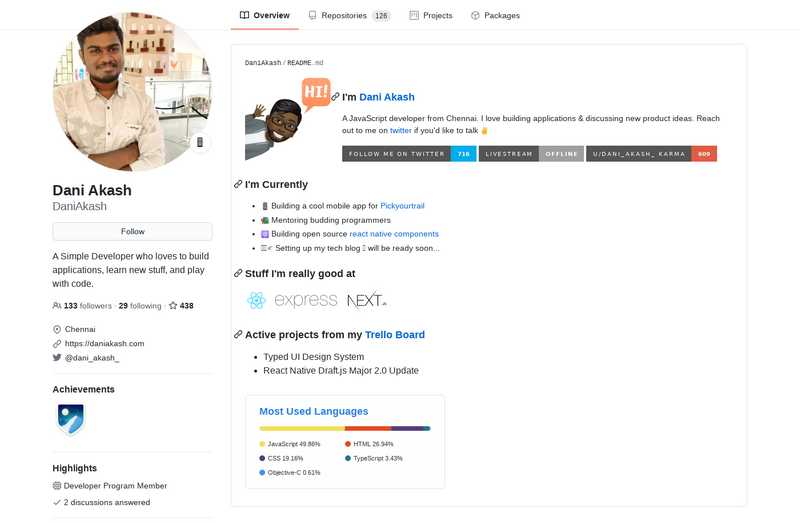 Overview
Repositories 126
Projects
Packages
Dani Akash
DaniAkash
Follow
A Simple Developer who loves to build
applications, learn new stuff, and play
with code.
133 followers · 29 following · 438
Chennai
https://daniakash.com
@dani_akash_
Achievements
Highlights
Developer Program Member
2 discussions answered
DaniAkash / README.md
HI!
I'm Dani Akash
A JavaScript developer from Chennai. I love building applications & discussing new product ideas. Reach
out to me on twitter if you'd like to talk ✌
FOLLOW ME ON TWITTER 716
LIVESTREAM OFFLINE
U/DANI_AKASH_ KARMA 609
I'm Currently
Building a cool mobile app for Pickyourtrail
Mentoring budding programmers
Building open source react native components
Setting up my tech blog will be ready soon...
Stuff I'm really good at
express NEXT.JS
Active projects from my Trello Board
Typed UI Design System
React Native Draft.js Major 2.0 Update
Most Used Languages
JavaScript 49.86%
HTML 26.94%
CSS 19.16%
TypeScript 3.43%
Objective-C 0.61%